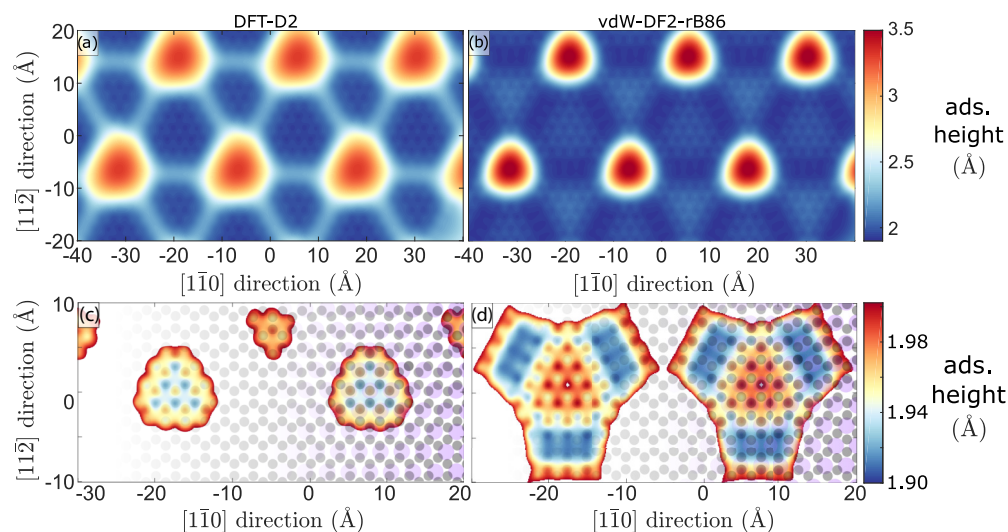 DFT-D2
vdW-DF2-rB86
(a)
(b)
20
10
0
-10
-20
[112̄] direction (Å)
-40 -30 -20 -10 0 10 20 30 -40
-40 -30 -20 -10 0 10 20 30
[11̄0] direction (Å)
[11̄0] direction (Å)
3.5
3
2.5
2
ads.
height
(Å)
(c)
(d)
10
0
-10
[112̄] direction (Å)
-30 -20 -10 0 10 20
-20 -10 0 10 20
[11̄0] direction (Å)
[11̄0] direction (Å)
1.98
1.94
1.90
ads.
height
(Å)